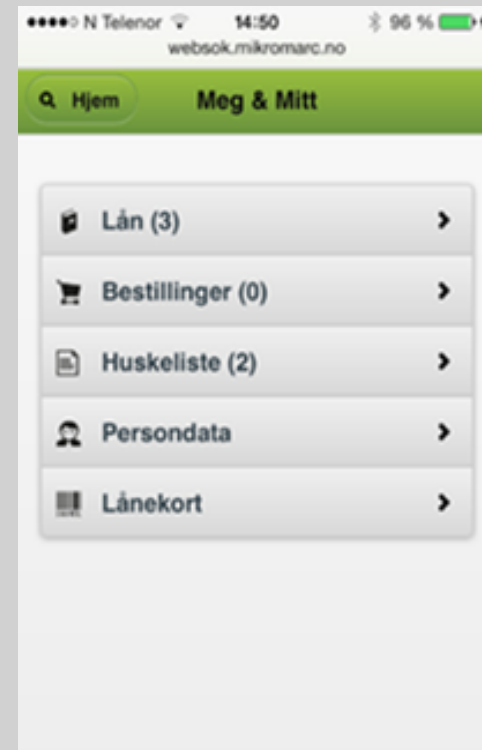 N Telenor 14:50 96 %
websok.mikromarc.no
Hjem Meg & Mitt
Lån (3)
Bestillinger (0)
Huskeliste (2)
Persondata
Lånekort